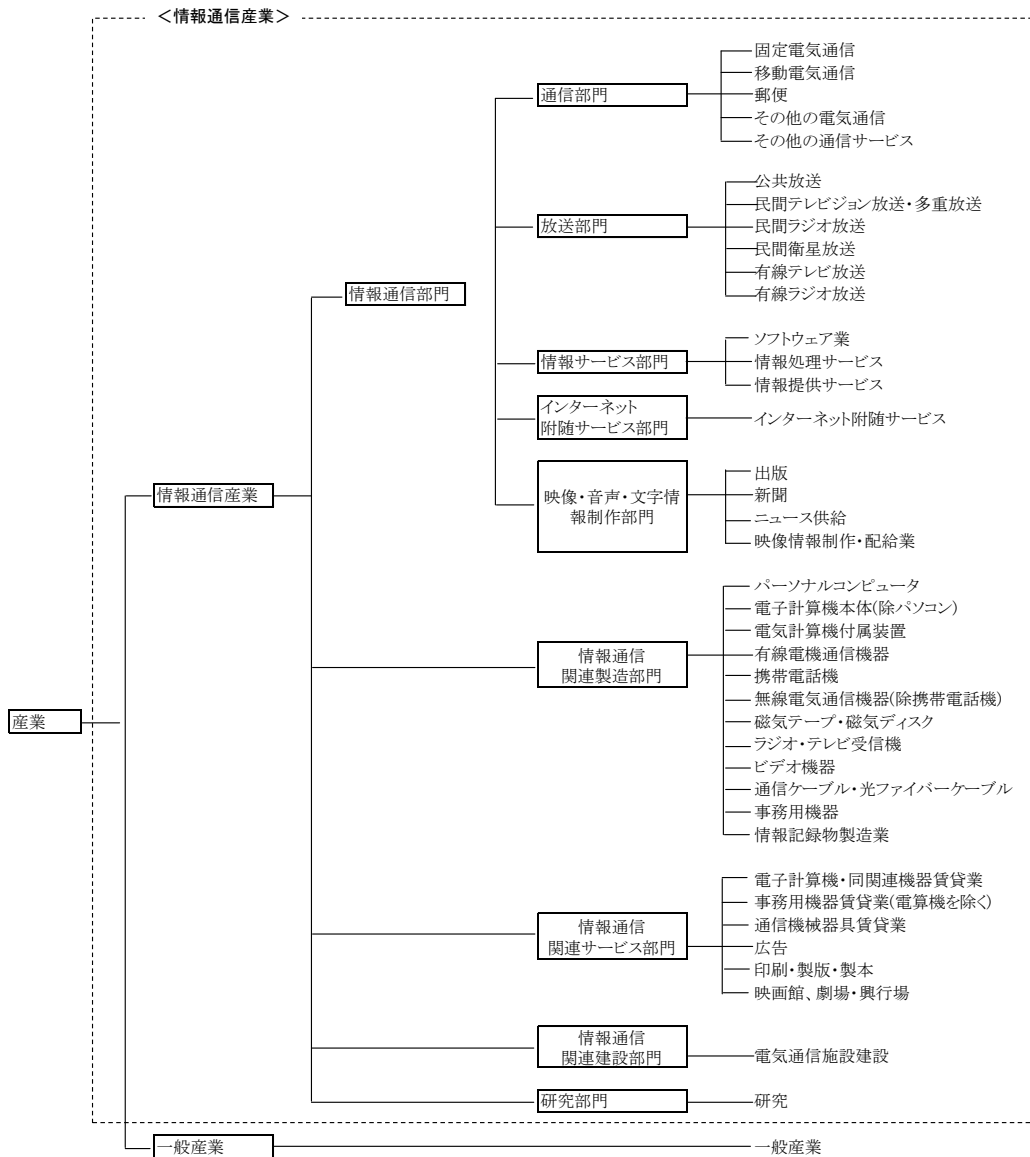 ＜情報通信産業＞
産業
情報通信産業
情報通信部門
通信部門
固定電気通信
移動電気通信
郵便
その他の電気通信
その他の通信サービス
放送部門
公共放送
民間テレビジョン放送・多重放送
民間ラジオ放送
民間衛星放送
有線テレビ放送
有線ラジオ放送
情報サービス部門
ソフトウェア業
情報処理サービス
情報提供サービス
インターネット
附随サービス部門
インターネット附随サービス
映像・音声・文字情
報制作部門
出版
新聞
ニュース供給
映像情報制作・配給業
情報通信
関連製造部門
パーソナルコンピュータ
電子計算機本体(除パソコン)
電気計算機付属装置
有線電機通信機器
携帯電話機
無線電気通信機器(除携帯電話機)
磁気テープ・磁気ディスク
ラジオ・テレビ受信機
ビデオ機器
通信ケーブル・光ファイバーケーブル
事務用機器
情報記録物製造業
情報通信
関連サービス部門
電子計算機・同関連機器賃貸業
事務用機器賃貸業(電算機を除く)
通信機械器具賃貸業
広告
印刷・製版・製本
映画館、劇場・興行場
情報通信
関連建設部門
電気通信施設建設
研究部門
研究
一般産業
一般産業